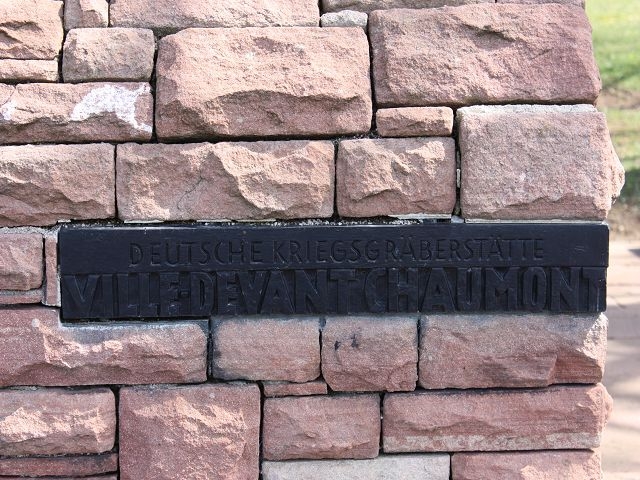 DEUTSCHE KRIEGSGRÄBERSTÄTTE
VILLE-DEVANT-CHAUMONT